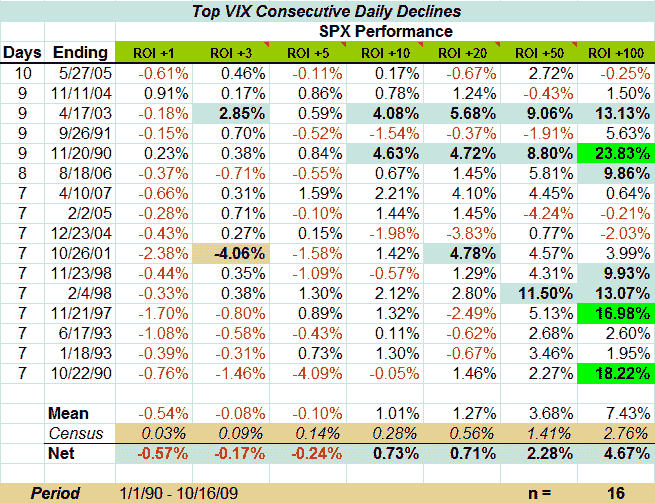 Top VIX Consecutive Daily Declines
SPX Performance
Days Ending ROI +1 ROI +3 ROI +5 ROI +10 ROI +20 ROI +50 ROI +100
10 5/27/05 -0.61% 0.46% -0.11% 0.17% -0.67% 2.72% -0.25%
9 11/11/04 0.91% 0.17% 0.86% 0.78% 1.24% -0.43% 1.50%
9 4/17/03 -0.18% 2.85% 0.59% 4.08% 5.68% 9.06% 13.13%
9 9/26/91 -0.15% 0.70% -0.52% -1.54% -0.37% -1.91% 5.63%
9 11/20/90 0.23% 0.38% 0.84% 4.63% 4.72% 8.80% 23.83%
8 8/18/06 -0.37% -0.71% -0.55% 0.67% 1.45% 5.81% 9.86%
7 4/10/07 -0.66% 0.31% 1.59% 2.21% 4.10% 4.45% 0.64%
7 2/2/05 -0.28% 0.71% -0.10% 1.44% 1.45% -4.24% -0.21%
7 12/23/04 -0.43% 0.27% 0.15% -1.98% -3.83% 0.77% -2.03%
7 10/26/01 -2.38% -4.06% -1.58% 1.42% 4.78% 4.57% 3.99%
7 11/23/98 -0.44% 0.35% -1.09% -0.57% 1.29% 4.31% 9.93%
7 2/4/98 -0.33% 0.38% 1.30% 2.12% 2.80% 11.50% 13.07%
7 11/21/97 -1.70% -0.80% 0.89% 1.32% -2.49% 5.13% 16.98%
7 6/17/93 -1.08% -0.58% -0.43% 0.11% -0.62% 2.68% 2.60%
7 1/18/93 -0.39% -0.31% 0.73% 1.30% -0.67% 3.46% 1.95%
7 10/22/90 -0.76% -1.46% -4.09% -0.05% 1.46% 2.27% 18.22%
Mean -0.54% -0.08% -0.10% 1.01% 1.27% 3.68% 7.43%
Census 0.03% 0.09% 0.14% 0.28% 0.56% 1.41% 2.76%
Net -0.57% -0.17% -0.24% 0.73% 0.71% 2.28% 4.67%
Period 1/1/90 - 10/16/09 n = 16